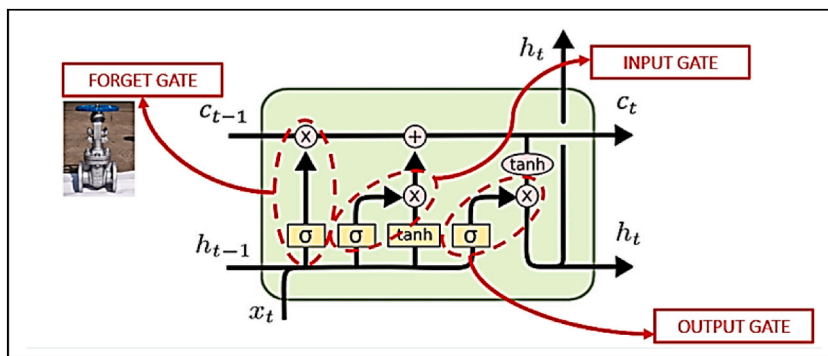 h_t
FORGET GATE
INPUT GATE
c_{t-1}
c_t
x
+
tanh
x
x
σ
σ
tanh
σ
h_{t-1}
h_t
x_t
OUTPUT GATE